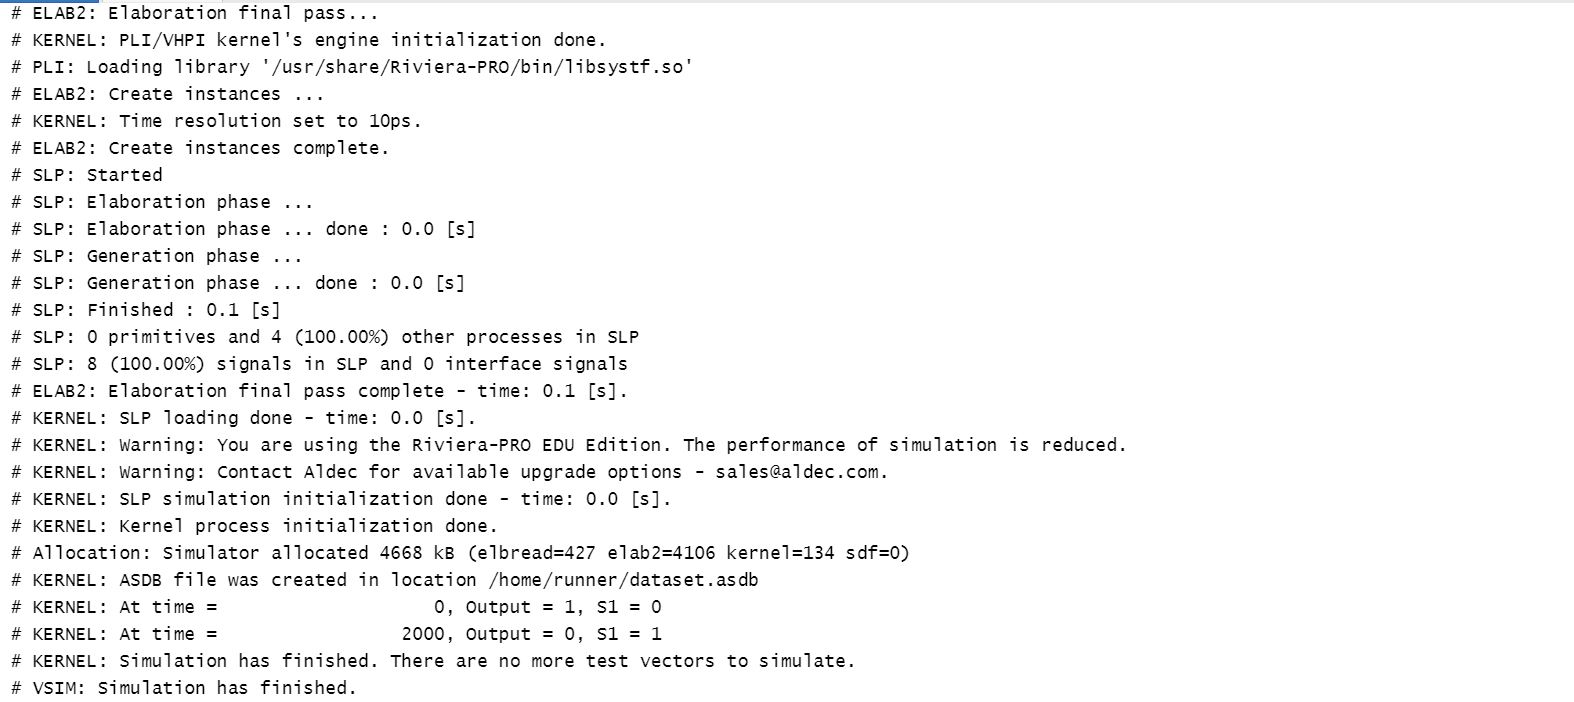 # ELAB2: Elaboration final pass...
# KERNEL: PLI/VHPI kernel's engine initialization done.
# PLI: Loading library '/usr/share/Riviera-PRO/bin/libsystf.so'
# ELAB2: Create instances ...
# KERNEL: Time resolution set to 10ps.
# ELAB2: Create instances complete.
# SLP: Started
# SLP: Elaboration phase ...
# SLP: Elaboration phase ... done : 0.0 [s]
# SLP: Generation phase ...
# SLP: Generation phase ... done : 0.0 [s]
# SLP: Finished : 0.1 [s]
# SLP: 0 primitives and 4 (100.00%) other processes in SLP
# SLP: 8 (100.00%) signals in SLP and 0 interface signals
# ELAB2: Elaboration final pass complete - time: 0.1 [s].
# KERNEL: SLP loading done - time: 0.0 [s].
# KERNEL: Warning: You are using the Riviera-PRO EDU Edition. The performance of simulation is reduced.
# KERNEL: Warning: Contact Aldec for available upgrade options - sales@aldec.com.
# KERNEL: SLP simulation initialization done - time: 0.0 [s].
# KERNEL: Kernel process initialization done.
# Allocation: Simulator allocated 4668 kB (elbread=427 elab2=4106 kernel=134 sdf=0)
# KERNEL: ASDB file was created in location /home/runner/dataset.asdb
# KERNEL: At time =                    0, Output = 1, S1 = 0
# KERNEL: At time =                 2000, Output = 0, S1 = 1
# KERNEL: Simulation has finished. There are no more test vectors to simulate.
# VSIM: Simulation has finished.